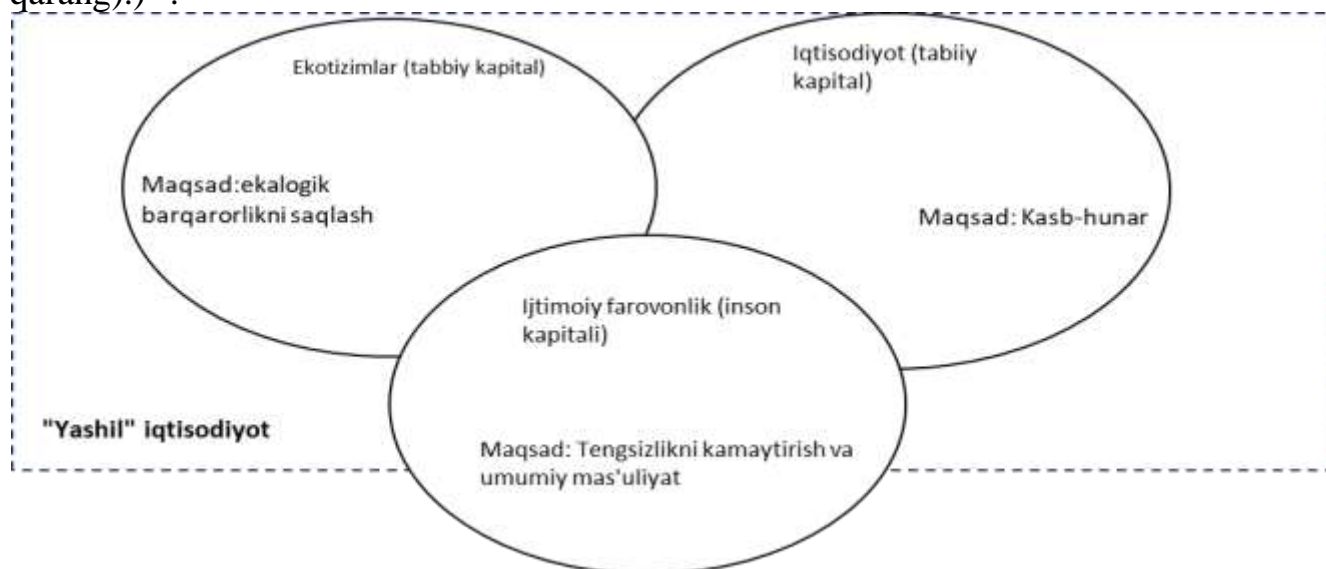 qarang).)
Ekotizimlar (tabbiy kapital)
Iqtisodiyot (tabiiy
kapital)
Maqsad:ekalogik
barqarorlikni saqlash
Maqsad: Kasb-hunar
Ijtimoiy farovonlik (inson
kapitali)
"Yashil" iqtisodiyot
Maqsad: Tengsizlikni kamaytirish va
umumiy mas'uliyat